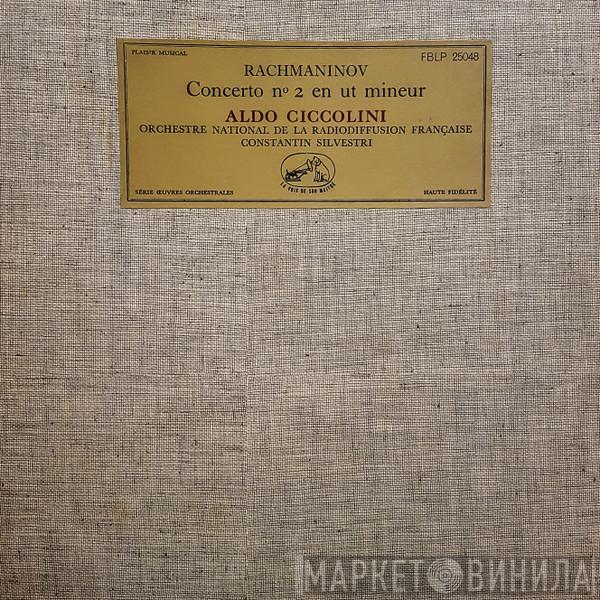 PLAISIR MUSICAL
FBLP 25048
RACHMANINOV
Concerto nº 2 en ut mineur
ALDO CICCOLINI
ORCHESTRE NATIONAL DE LA RADIODIFFUSION FRANÇAISE
CONSTANTIN SILVESTRI
LA VOIX DE SON MAITRE
SÉRIE ŒUVRES ORCHESTRALES
HAUTE FIDÉLITÉ
МАРКЕТ ВИНИЛА